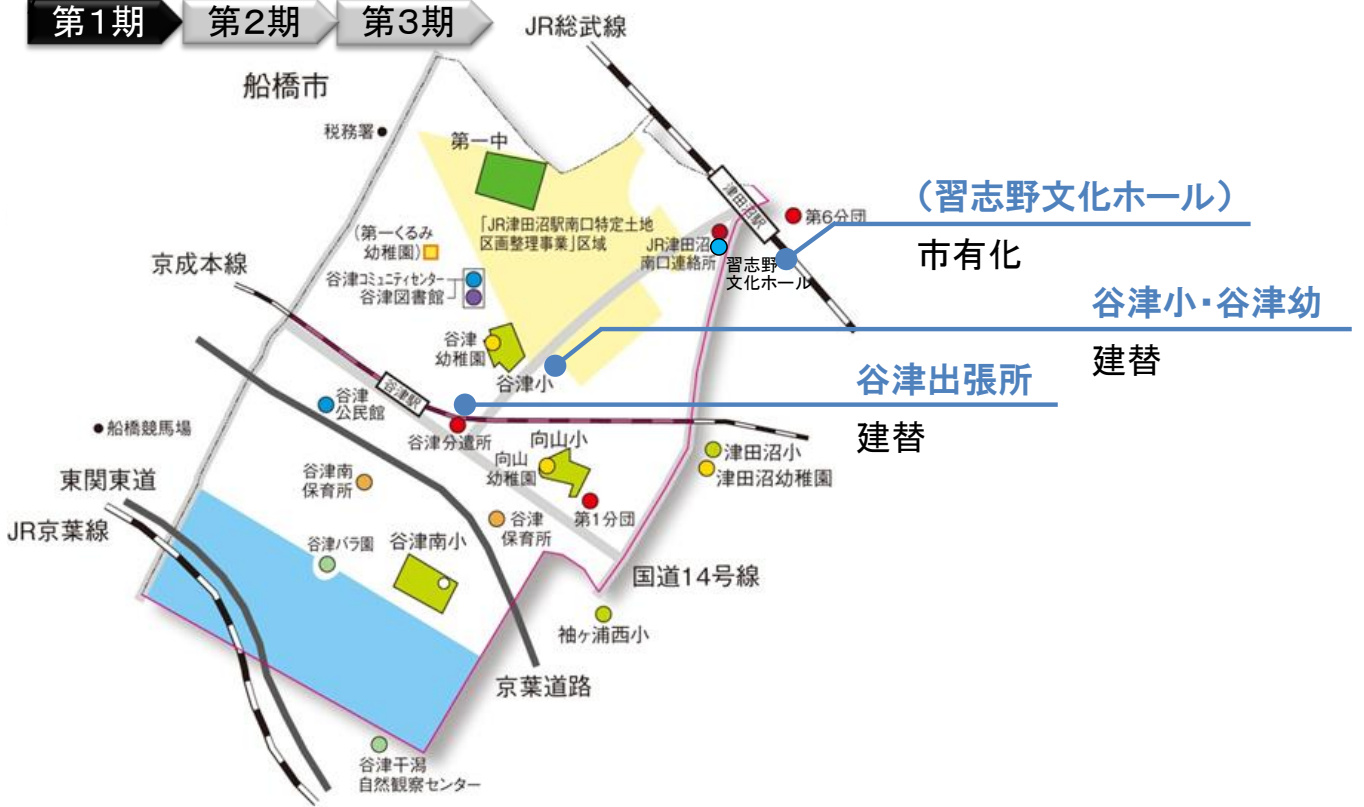 第1期
第2期
第3期
JR総武線
船橋市
税務署
第一中
津田沼駅
第6分団
(習志野文化ホール)
市有化
「JR津田沼駅南口特定土地
区画整理事業」区域
JR津田沼
南口連絡所
習志野
文化ホール
(第一くるみ
幼稚園)
京成本線
谷津コミュニティセンター
谷津図書館
谷津
幼稚園
谷津小
谷津小・谷津幼
建替
谷津出張所
建替
谷津駅
谷津
公民館
船橋競馬場
谷津分遣所
向山小
向山
幼稚園
津田沼小
津田沼幼稚園
東関東道
谷津南
保育所
第1分団
谷津
保育所
JR京葉線
谷津バラ園
谷津南小
国道14号線
袖ヶ浦西小
京葉道路
谷津干潟
自然観察センター